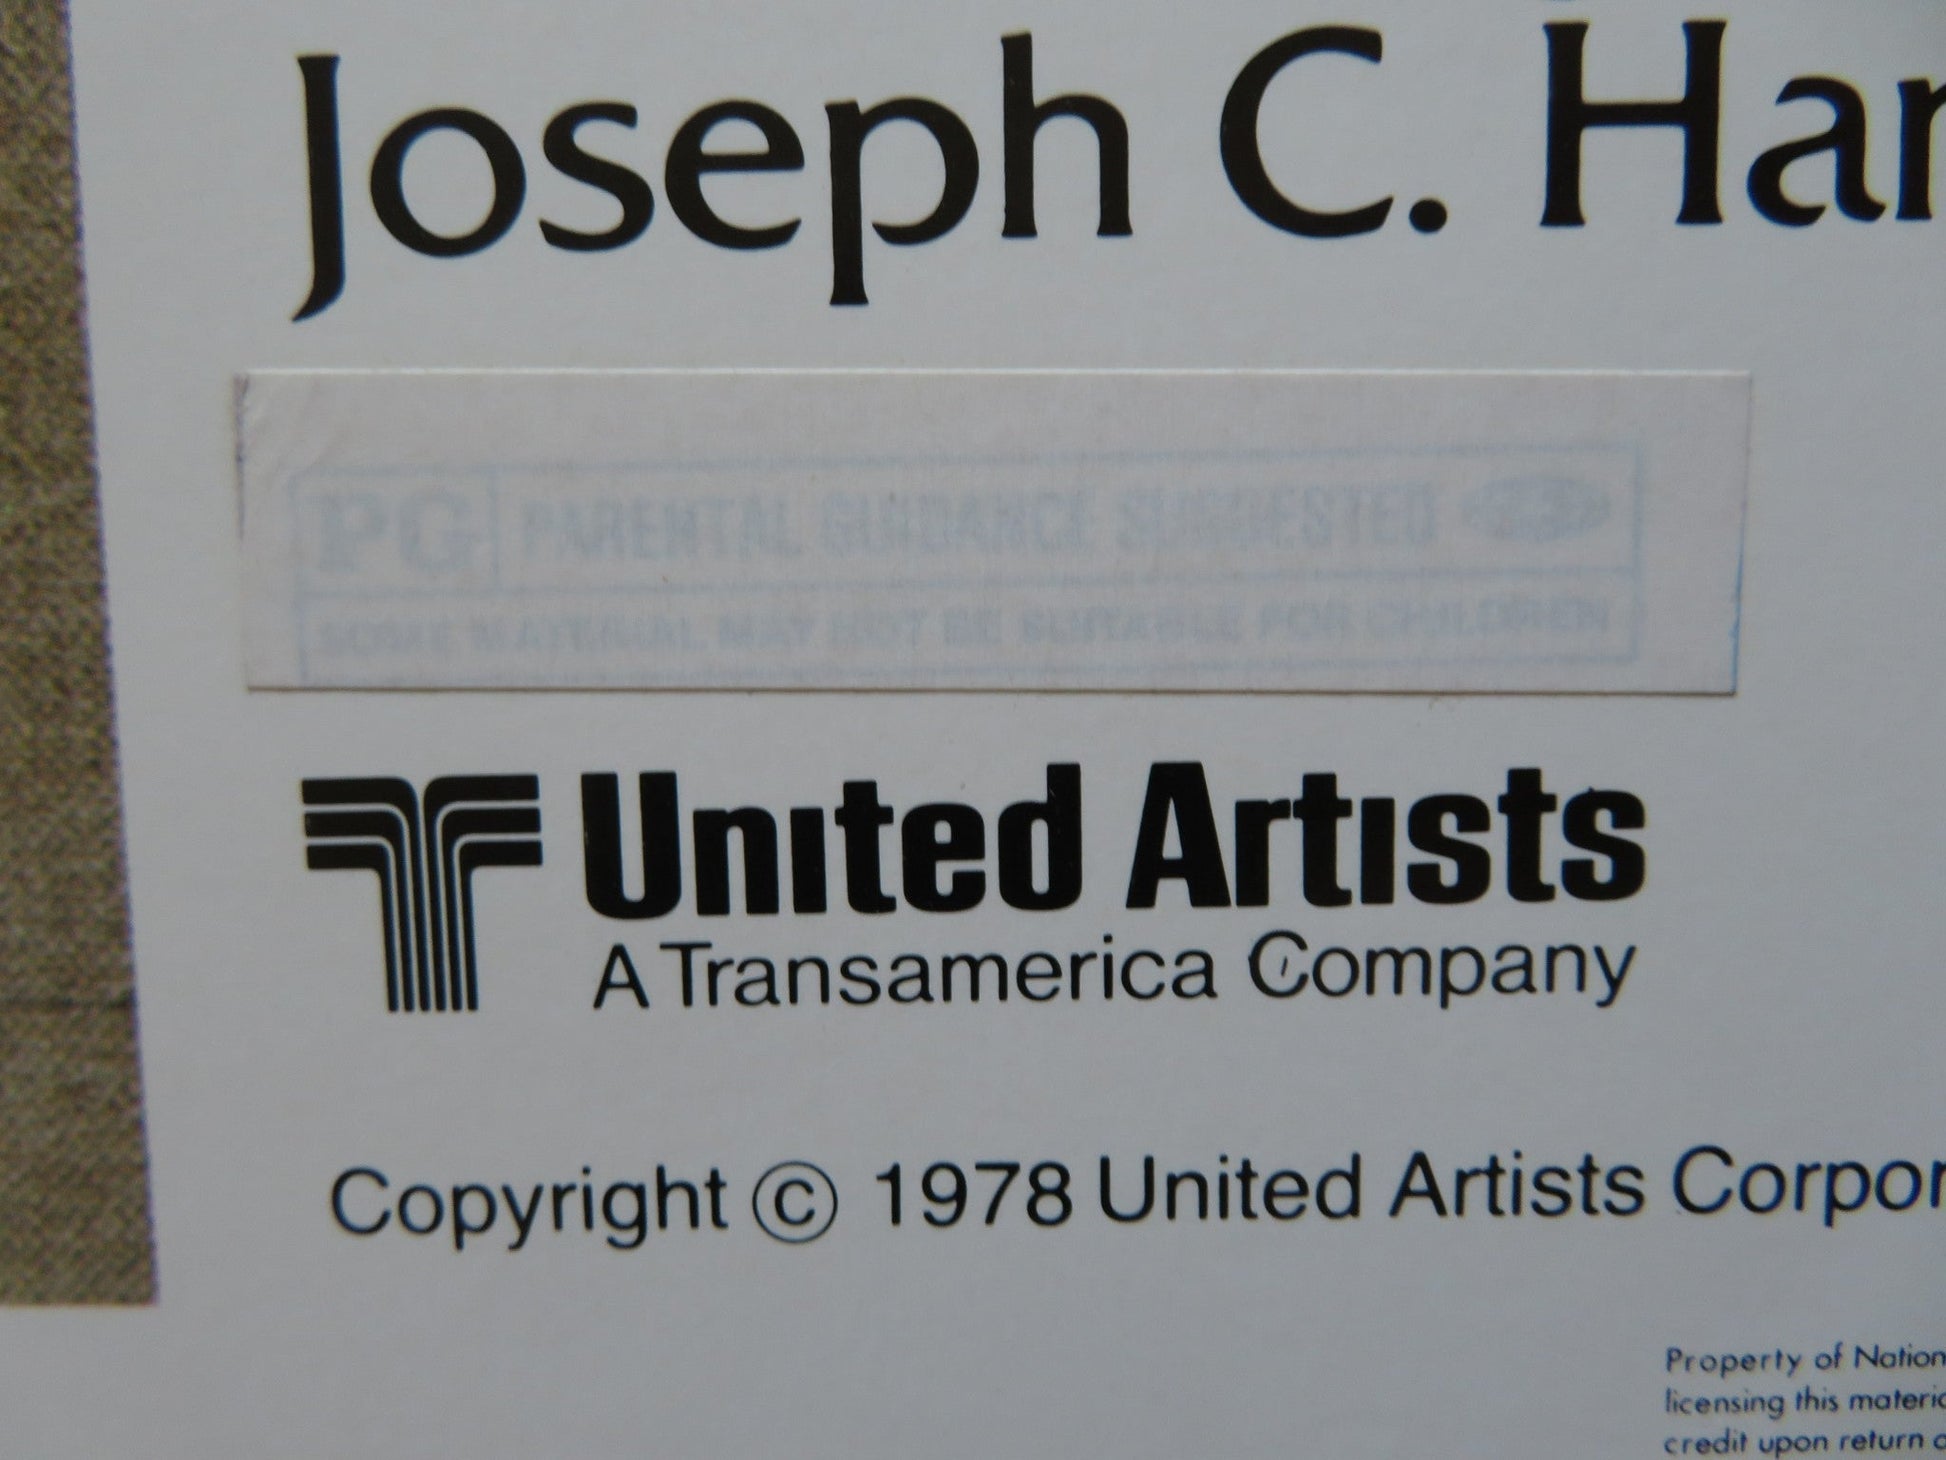 Joseph C. Har
PG PARENTAL GUIDANCE SUGGESTED
SOME MATERIAL MAY NOT BE SUITABLE FOR CHILDREN
United Artists
A Transamerica Company
Copyright © 1978 United Artists Corpor
Property of Nation
licensing this materia
credit upon return o